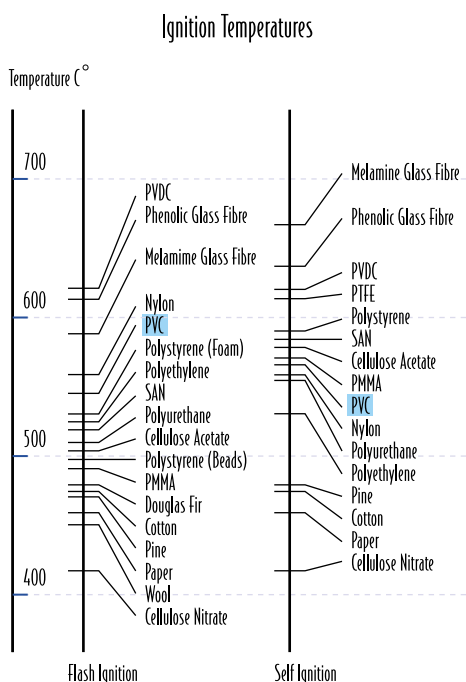 Ignition Temperatures
Temperature C°
700
600
500
400
PVDC
Phenolic Glass Fibre
Melamime Glass Fibre
Nylon
PVC
Polystyrene (Foam)
Polyethylene
SAN
Polyurethane
Cellulose Acetate
Polystyrene (Beads)
PMMA
Douglas Fir
Cotton
Pine
Paper
Wool
Cellulose Nitrate
Flash Ignition
Melamine Glass Fibre
Phenolic Glass Fibre
PVDC
PTFE
Polystyrene
SAN
Cellulose Acetate
PMMA
PVC
Nylon
Polyurethane
Polyethylene
Pine
Cotton
Paper
Cellulose Nitrate
Self Ignition